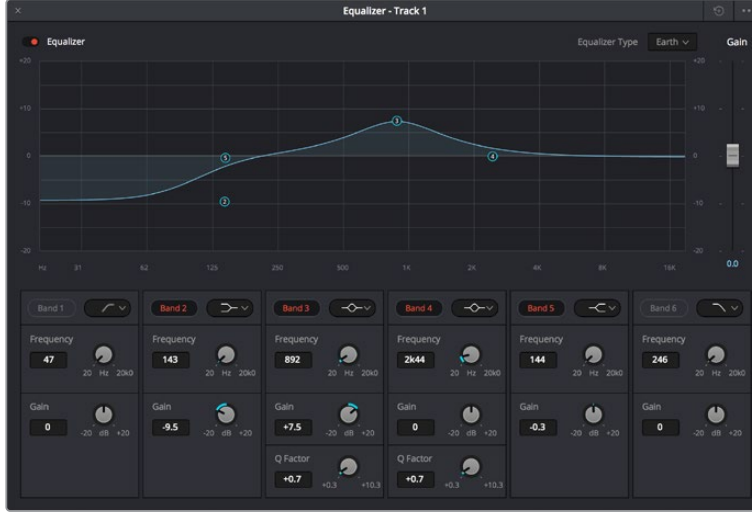 Equalizer - Track 1
Equalizer
Equalizer Type Earth Gain
+20 +20
+10 +10
0 0
-10 -10
-20 -20
Hz 31 62 125 250 500 1K 2K 4K 8K 16K
5 2 3 4
0.0
Band 1 Band 2 Band 3 Band 4 Band 5 Band 6
Frequency Frequency Frequency Frequency Frequency Frequency
47 143 892 2k44 144 246
20 Hz 20k0 20 Hz 20k0 20 Hz 20k0 20 Hz 20k0 20 Hz 20k0 20 Hz 20k0
Gain Gain Gain Gain Gain Gain
0 -9.5 +7.5 0 -0.3 0
-20 dB +20 -20 dB +20 -20 dB +20 -20 dB +20 -20 dB +20 -20 dB +20
Q Factor Q Factor
+0.7 +0.7
+0.3 +10.3 +0.3 +10.3